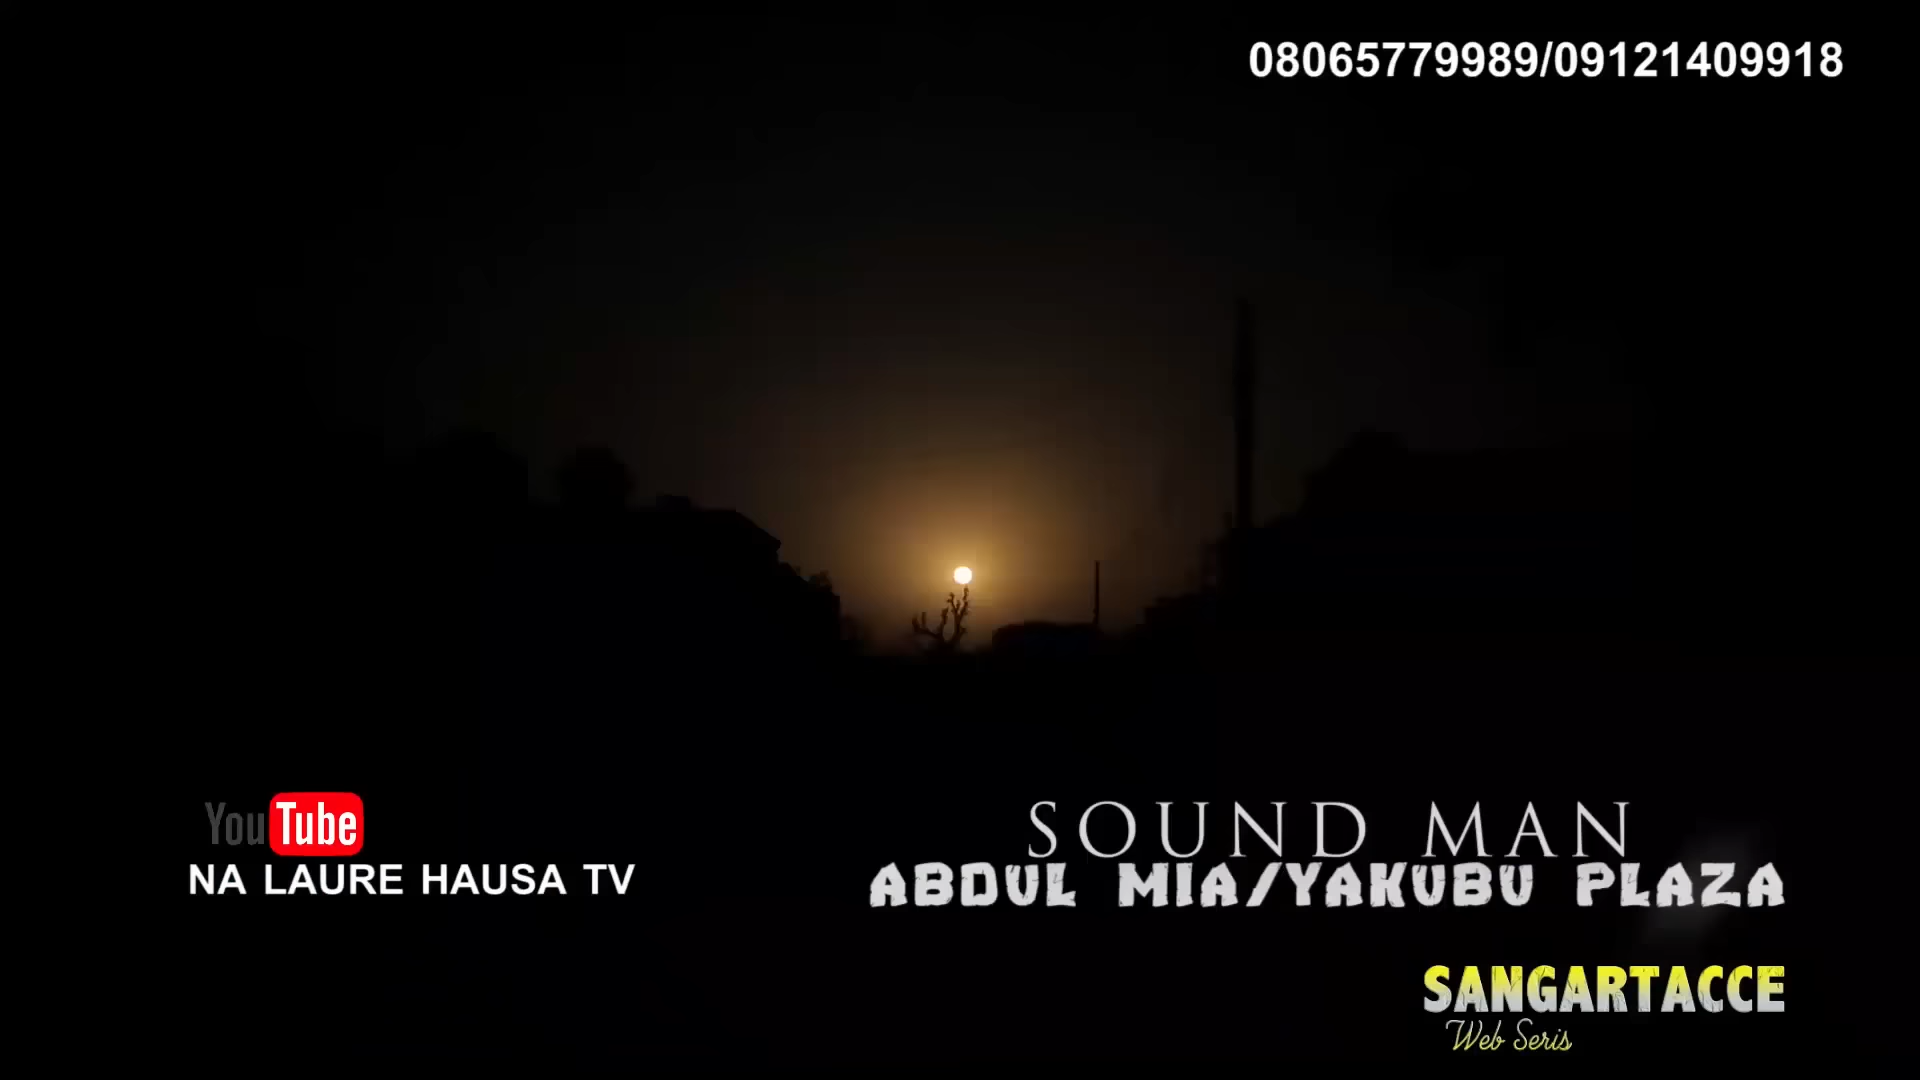 08065779989/09121409918
YouTube
NA LAURE HAUSA TV
SOUND MAN
ABDUL MIA/YAKUBU PLAZA
SANGARTACCE
Web Seris